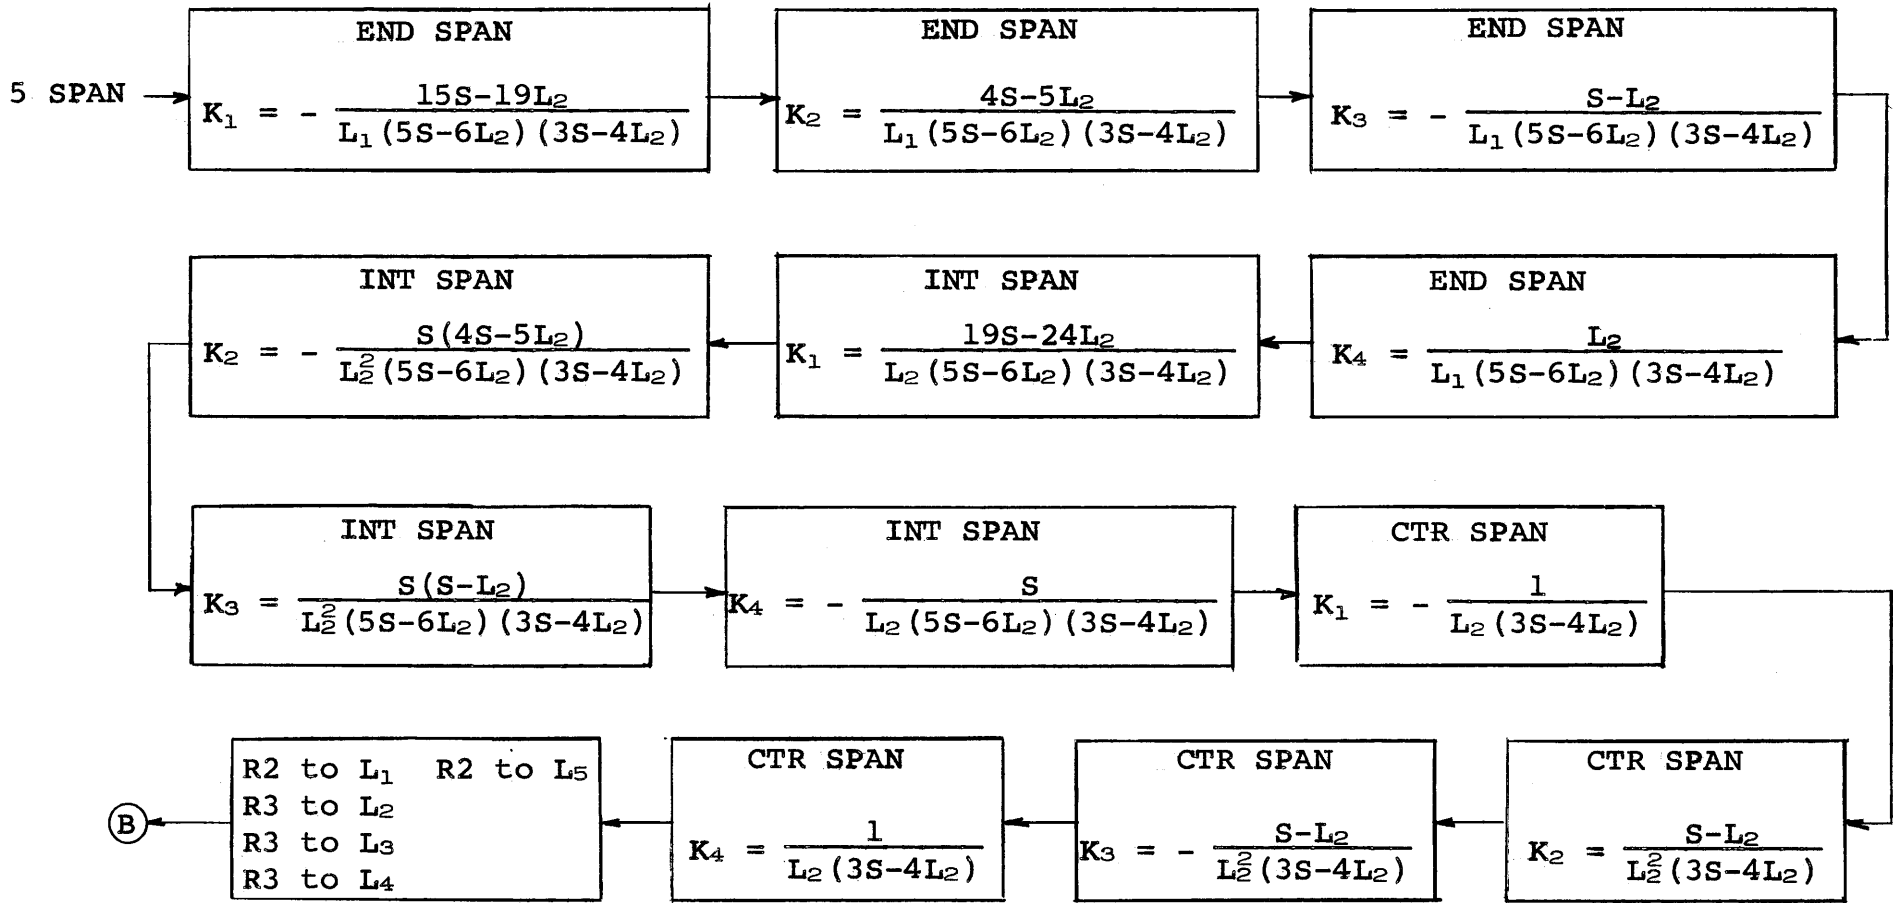 5 SPAN
END SPAN
K₁ = - 15S-19L₂ / L₁(5S-6L₂)(3S-4L₂)
END SPAN
K₂ = 4S-5L₂ / L₁(5S-6L₂)(3S-4L₂)
END SPAN
K₃ = - S-L₂ / L₁(5S-6L₂)(3S-4L₂)
END SPAN
K₄ = L₂ / L₁(5S-6L₂)(3S-4L₂)
INT SPAN
K₁ = 19S-24L₂ / L₂(5S-6L₂)(3S-4L₂)
INT SPAN
K₂ = - S(4S-5L₂) / L₂²(5S-6L₂)(3S-4L₂)
INT SPAN
K₃ = S(S-L₂) / L₂²(5S-6L₂)(3S-4L₂)
INT SPAN
K₄ = - S / L₂(5S-6L₂)(3S-4L₂)
CTR SPAN
K₁ = - 1 / L₂(3S-4L₂)
CTR SPAN
K₂ = S-L₂ / L₂²(3S-4L₂)
CTR SPAN
K₃ = - S-L₂ / L₂²(3S-4L₂)
CTR SPAN
K₄ = 1 / L₂(3S-4L₂)
R2 to L₁ R2 to L₅
R3 to L₂
R3 to L₃
R3 to L₄
B